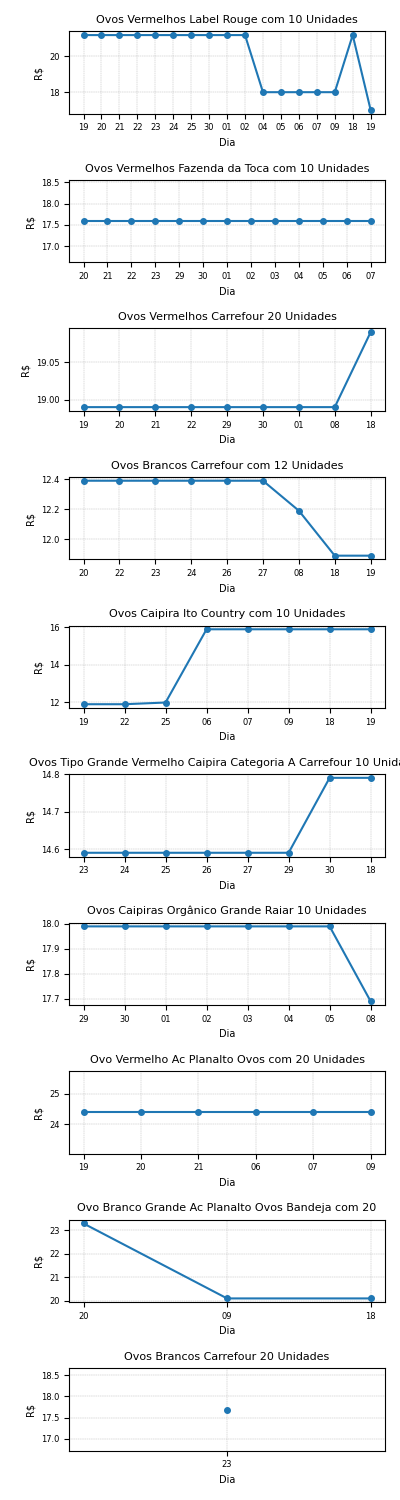 Ovos Vermelhos Label Rouge com 10 Unidades
20
18
R$
19 20 21 22 23 24 25 30 01 02 04 05 06 07 09 18 19
Dia
Ovos Vermelhos Fazenda da Toca com 10 Unidades
18.5
18.0
17.5
17.0
R$
20 21 22 23 29 30 01 02 03 04 05 06 07
Dia
Ovos Vermelhos Carrefour 20 Unidades
19.05
19.00
R$
19 20 21 22 29 30 01 08 18
Dia
Ovos Brancos Carrefour com 12 Unidades
12.4
12.2
12.0
R$
20 22 23 24 26 27 08 18 19
Dia
Ovos Caipira Ito Country com 10 Unidades
16
14
12
R$
19 22 25 06 07 09 18 19
Dia
Ovos Tipo Grande Vermelho Caipira Categoria A Carrefour 10 Unida
14.8
14.7
14.6
R$
23 24 25 26 27 29 30 18
Dia
Ovos Caipiras Orgânico Grande Raiar 10 Unidades
18.0
17.9
17.8
17.7
R$
29 30 01 02 03 04 05 08
Dia
Ovo Vermelho Ac Planalto Ovos com 20 Unidades
25
24
R$
19 20 21 06 07 09
Dia
Ovo Branco Grande Ac Planalto Ovos Bandeja com 20
23
22
21
20
R$
20 09 18
Dia
Ovos Brancos Carrefour 20 Unidades
18.5
18.0
17.5
17.0
R$
23
Dia